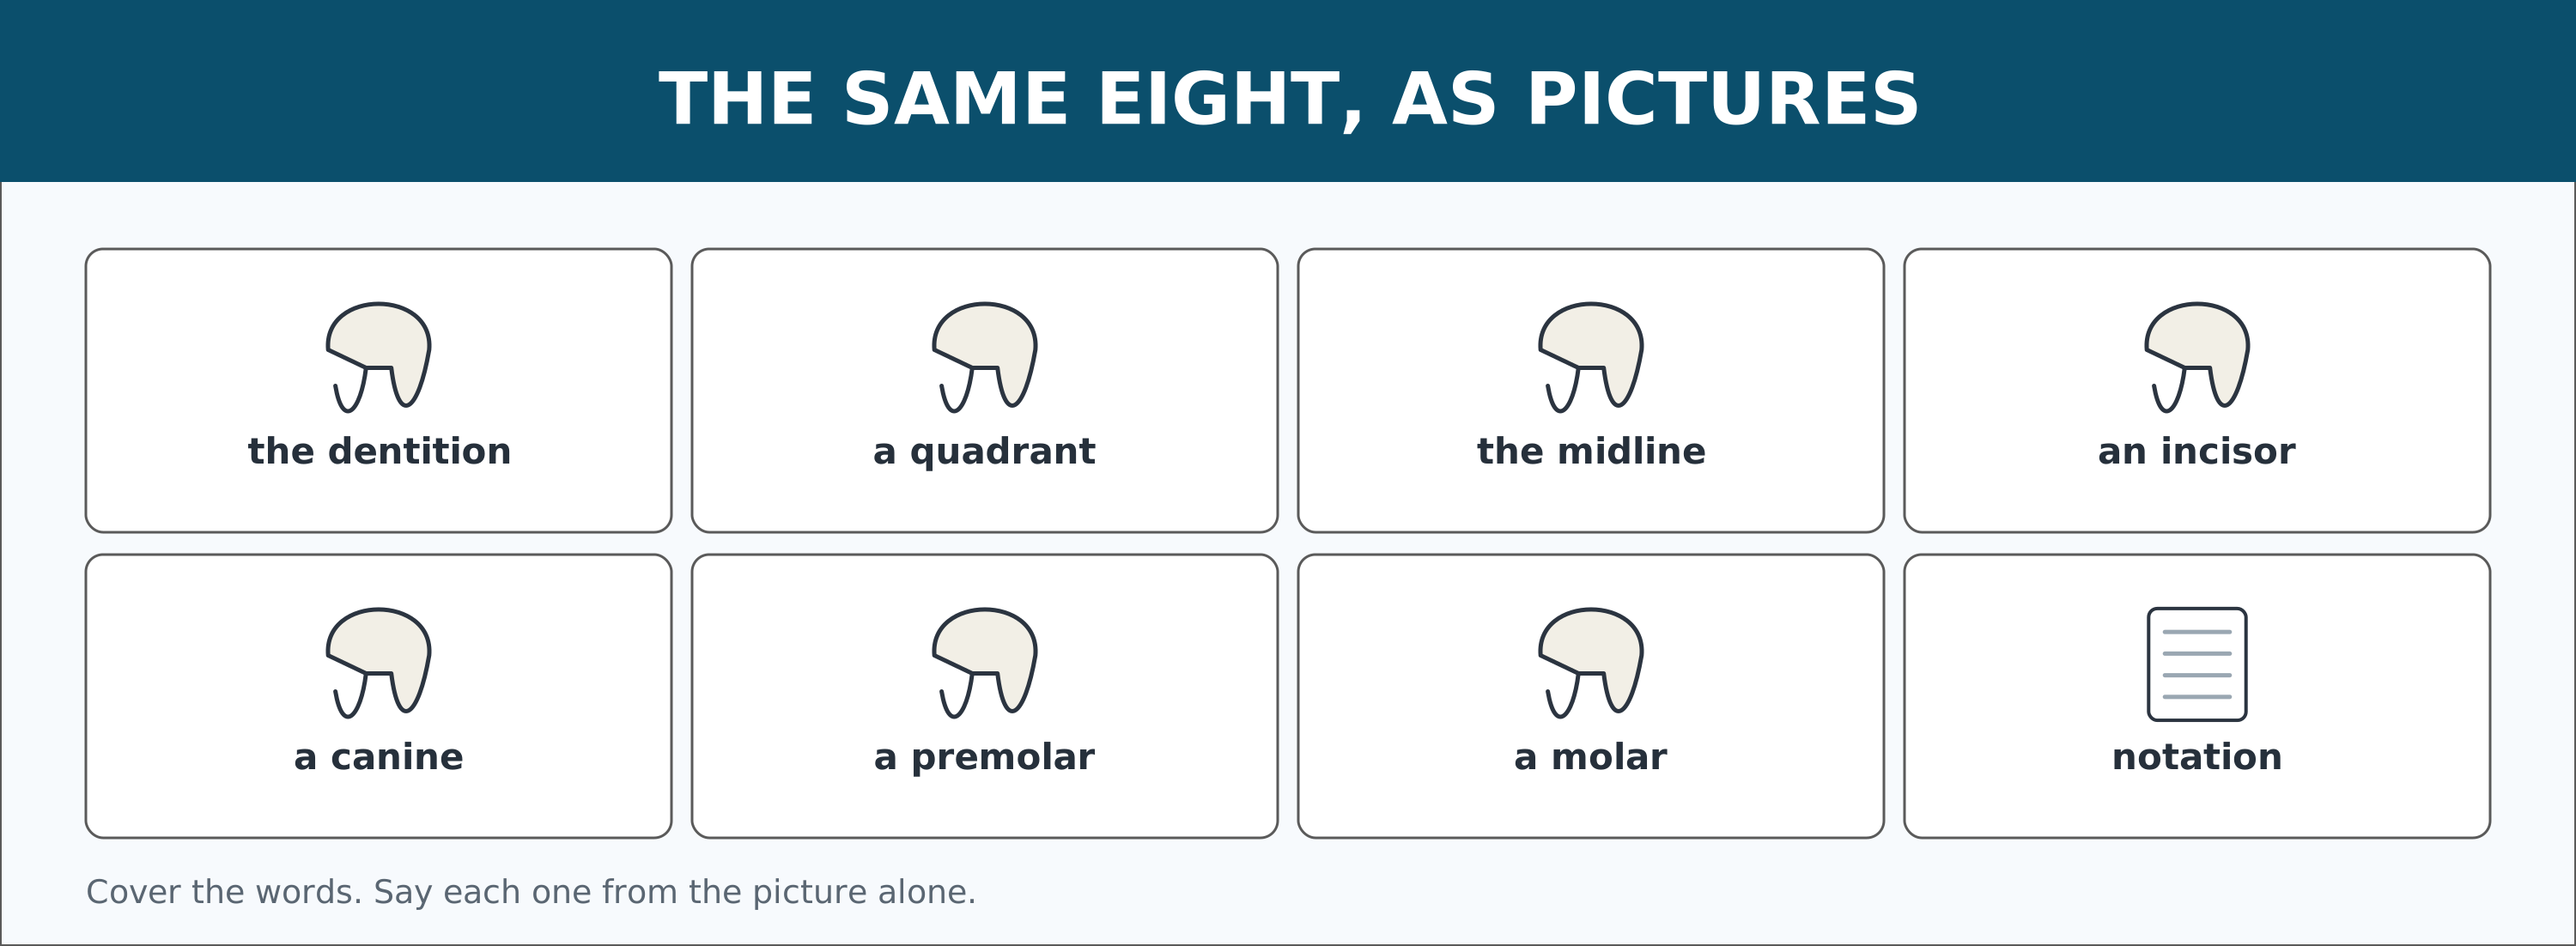 THE SAME EIGHT, AS PICTURES
the dentition
a quadrant
the midline
an incisor
a canine
a premolar
a molar
notation
Cover the words. Say each one from the picture alone.